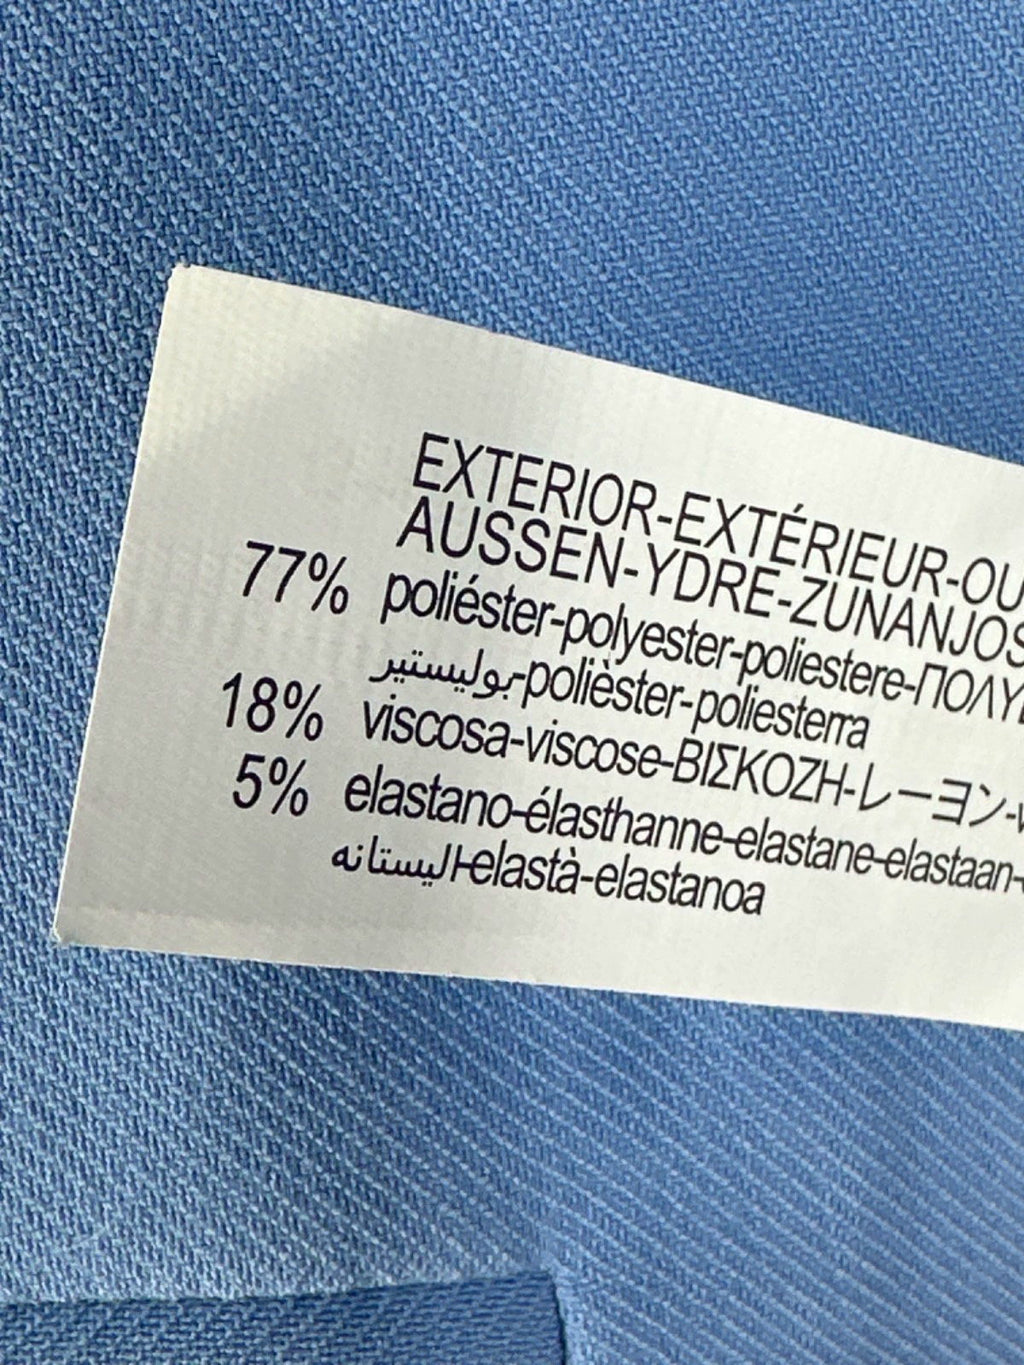 EXTERIOR-EXTÉRIEUR-OU
AUSSEN-YDRE-ZUNANJOS
77% poliéster-polyester-poliestere-ΠΟΛΥΕ
بوليستير-polièster-poliesterra
18% viscosa-viscose-ΒΙΣΚΟΖΗ-レーヨン-v
5% elastano-élasthanne-elastane-elastaan-
اليستانه-elastà-elastanoa